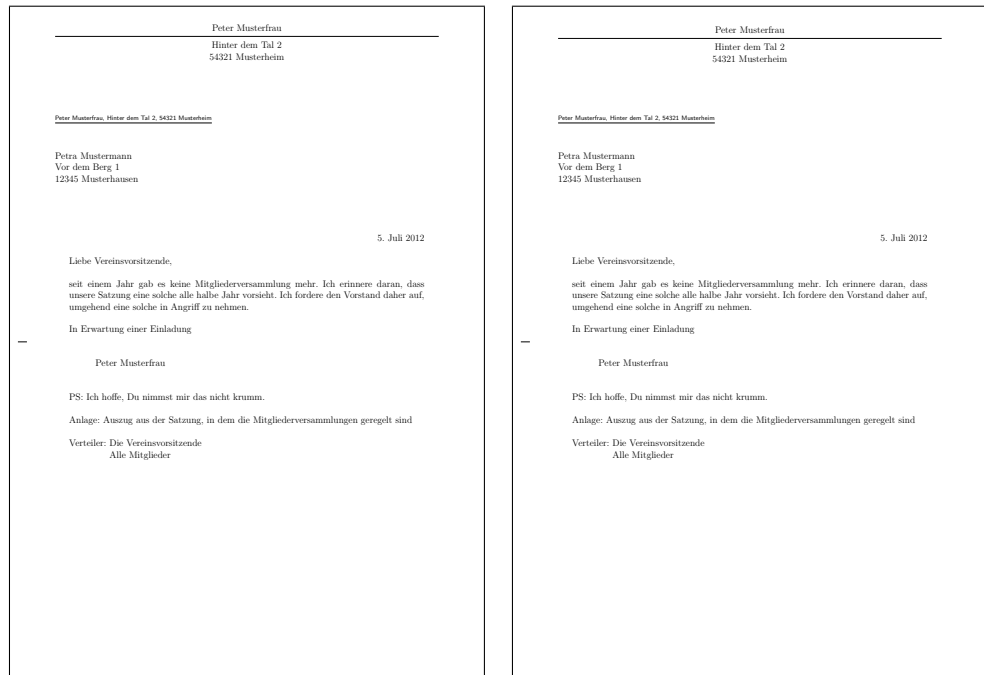 Peter Musterfrau
Hinter dem Tal 2
54321 Musterheim
Peter Musterfrau, Hinter dem Tal 2, 54321 Musterheim
Petra Mustermann
Vor dem Berg 1
12345 Musterhausen
5. Juli 2012
Liebe Vereinsvorsitzende,
seit einem Jahr gab es keine Mitgliederversammlung mehr. Ich erinnere daran, dass
unsere Satzung eine solche alle halbe Jahr vorsieht. Ich fordere den Vorstand daher auf,
umgehend eine solche in Angriff zu nehmen.
In Erwartung einer Einladung
Peter Musterfrau
PS: Ich hoffe, Du nimmst mir das nicht krumm.
Anlage: Auszug aus der Satzung, in dem die Mitgliederversammlungen geregelt sind
Verteiler: Die Vereinsvorsitzende
Alle Mitglieder
Peter Musterfrau
Hinter dem Tal 2
54321 Musterheim
Peter Musterfrau, Hinter dem Tal 2, 54321 Musterheim
Petra Mustermann
Vor dem Berg 1
12345 Musterhausen
5. Juli 2012
Liebe Vereinsvorsitzende,
seit einem Jahr gab es keine Mitgliederversammlung mehr. Ich erinnere daran, dass
unsere Satzung eine solche alle halbe Jahr vorsieht. Ich fordere den Vorstand daher auf,
umgehend eine solche in Angriff zu nehmen.
In Erwartung einer Einladung
Peter Musterfrau
PS: Ich hoffe, Du nimmst mir das nicht krumm.
Anlage: Auszug aus der Satzung, in dem die Mitgliederversammlungen geregelt sind
Verteiler: Die Vereinsvorsitzende
Alle Mitglieder